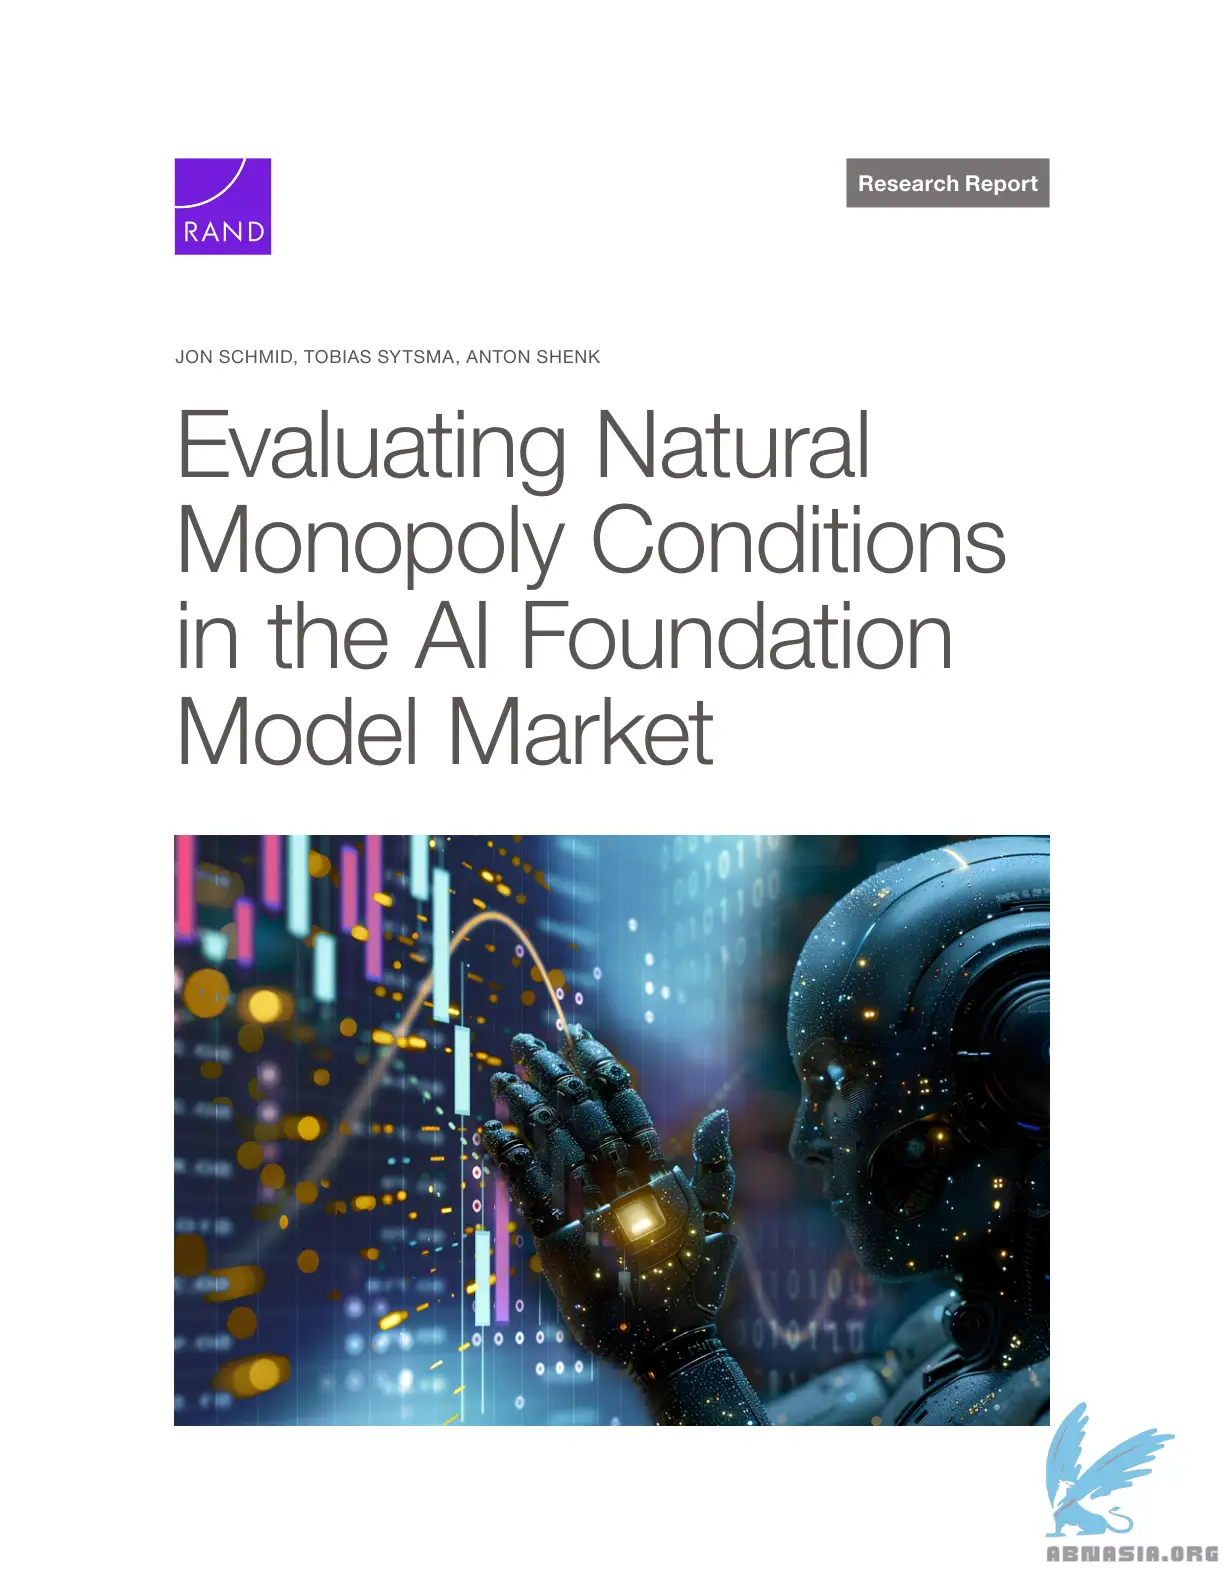 RAND
Research Report
JON SCHMID, TOBIAS SYTSMA, ANTON SHENK
Evaluating Natural
Monopoly Conditions
in the AI Foundation
Model Market
ABNASIA.ORG